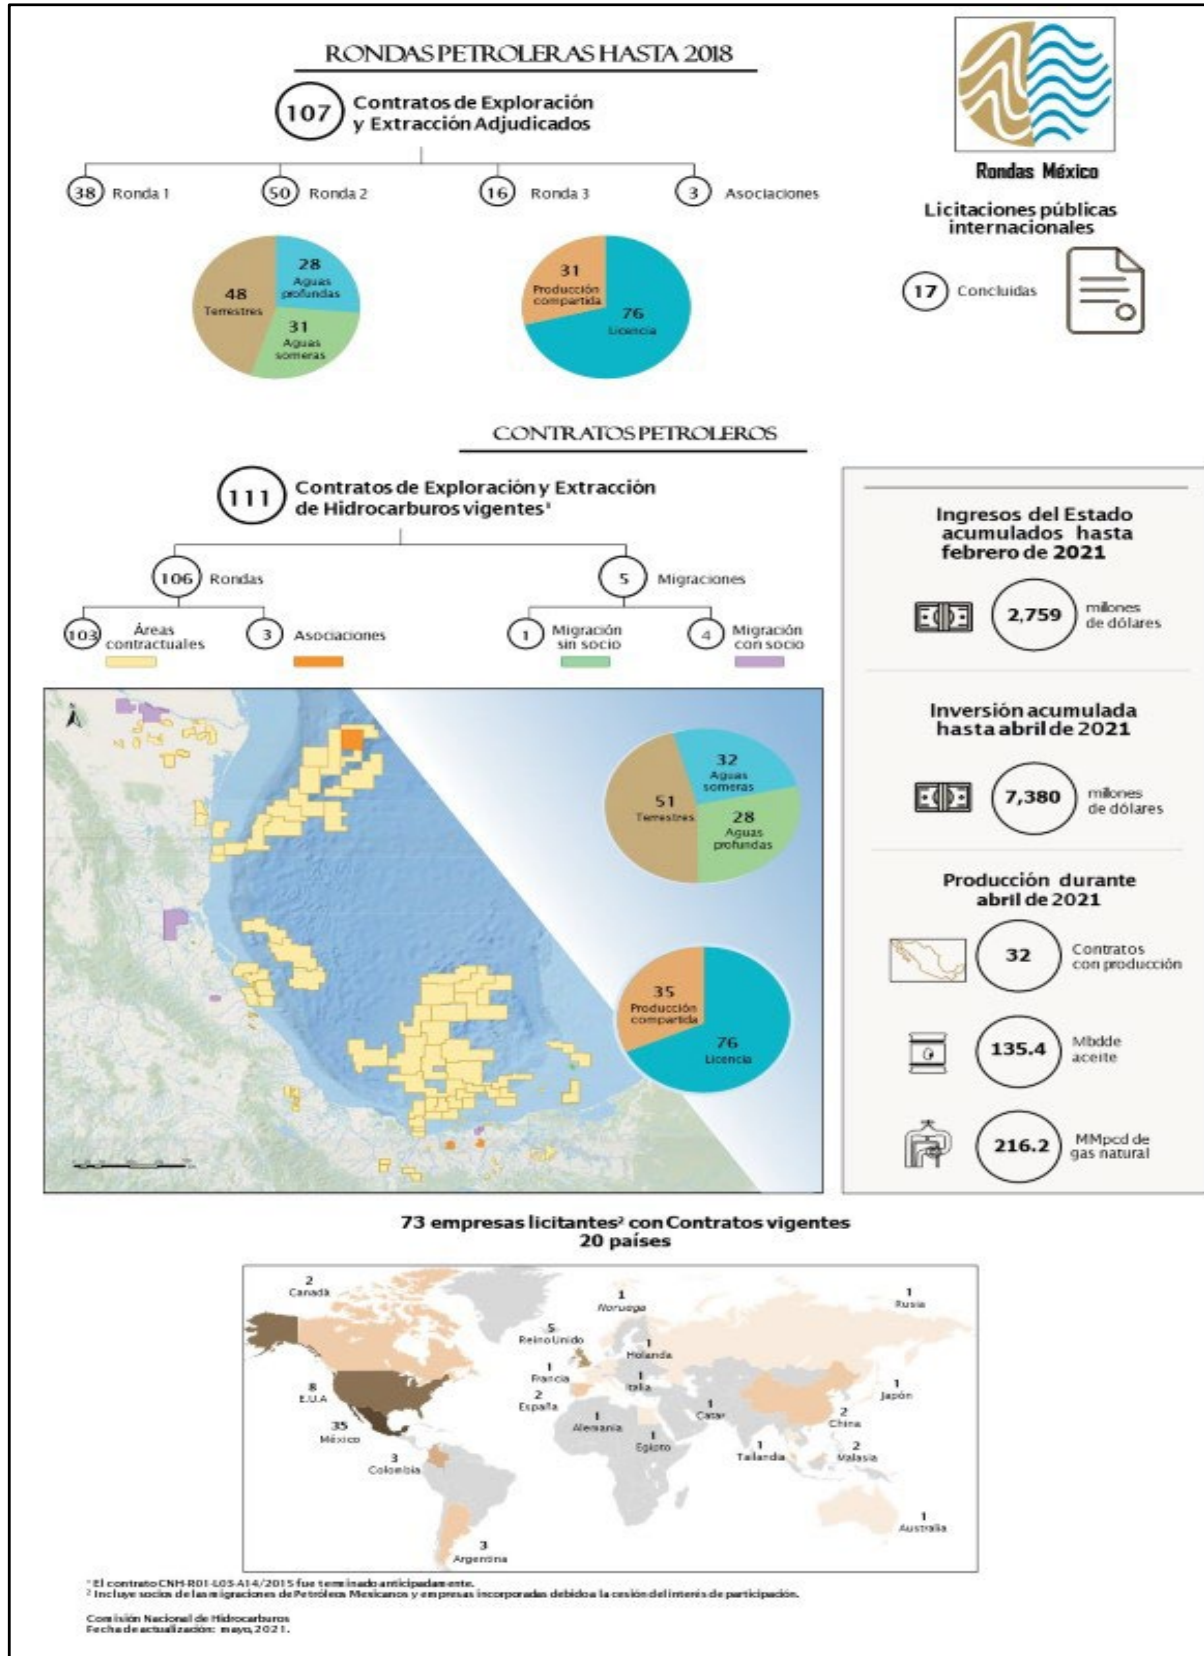 RONDAS PETROLERAS HASTA 2018
107
Contratos de Exploración
y Extracción Adjudicados
38 Ronda 1
50 Ronda 2
16 Ronda 3
3 Asociaciones
28
Aguas
profundas
48
Terrestres
31
Aguas
someras
31
Producción
compartida
76
Licencia
Rondas México
Licitaciones públicas
internacionales
17 Concluidas
CONTRATOS PETROLEROS
111
Contratos de Exploración y Extracción
de Hidrocarburos vigentes¹
106 Rondas
5 Migraciones
103
Áreas
contractuales
3 Asociaciones
1
Migración
sin socio
4
Migración
con socio
32
Aguas
someras
51
Terrestres
28
Aguas
profundas
35
Producción
compartida
76
Licencia
Ingresos del Estado
acumulados hasta
febrero de 2021
2,759
millones
de dólares
Inversión acumulada
hasta abril de 2021
7,380
millones
de dólares
Producción durante
abril de 2021
32
Contratos
con producción
135.4
Mbdde
aceite
216.2
MMpcd de
gas natural
73 empresas licitantes² con Contratos vigentes
20 países
2
Canadá
1
Noruega
1
Rusia
5
Reino Unido
1
Holanda
1
Francia
1
Italia
8
E.U.A
2
España
1
Japón
35
México
1
Alemania
1
Catar
2
China
1
Egipto
3
Colombia
1
Tailandia
2
Malasia
1
Australia
3
Argentina
¹ El contrato CNH-R01-L03-A14/2015 fue terminado anticipadamente.
² Incluye socios de las migraciones de Petróleos Mexicanos y empresas incorporadas debido a la cesión del interés de participación.
Comisión Nacional de Hidrocarburos
Fecha de actualización: mayo, 2021.